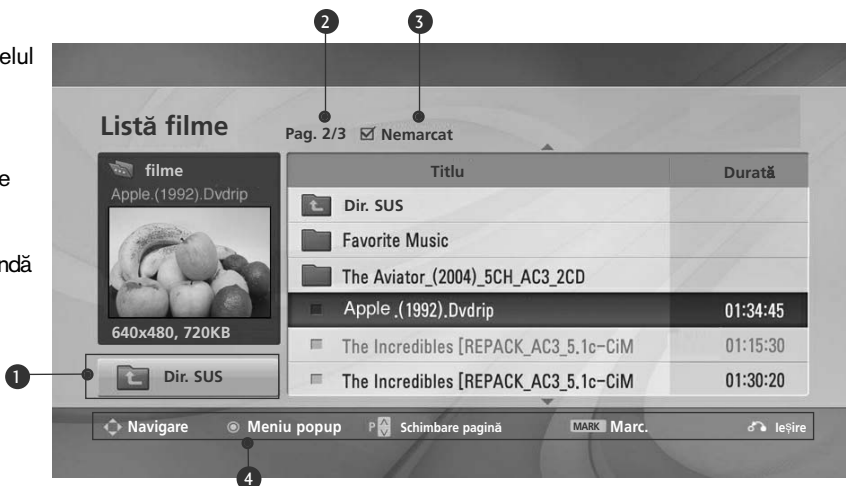 2 3
elul
Listă filme
Pag. 2/3 Nemarcat
filme
Titlu Durată
e
Apple.(1992).Dvdrip
Dir. SUS
Favorite Music
ndă
The Aviator_(2004)_5CH_AC3_2CD
Apple .(1992).Dvdrip 01:34:45
640x480, 720KB
The Incredibles [REPACK_AC3_5.1c-CiM 01:15:30
1 Dir. SUS
The Incredibles [REPACK_AC3_5.1c-CiM 01:30:20
Navigare Meniu popup P Schimbare pagină MARK Marc. Ieşire
4